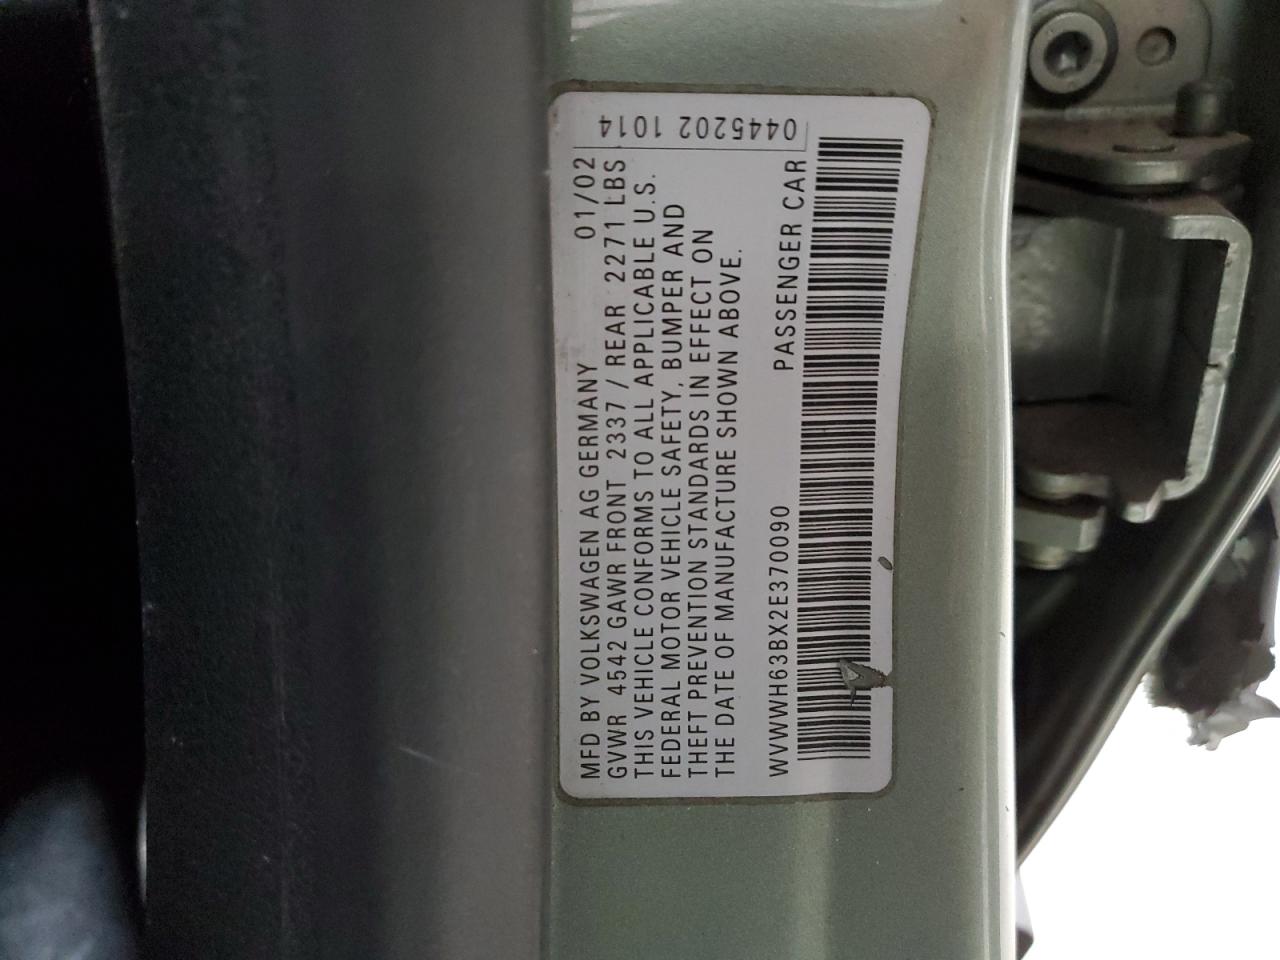 MFD BY VOLKSWAGEN AG GERMANY 01/02
GVWR 4542 GAWR FRONT 2337 / REAR 2271 LBS
THIS VEHICLE CONFORMS TO ALL APPLICABLE U.S.
FEDERAL MOTOR VEHICLE SAFETY, BUMPER AND
THEFT PREVENTION STANDARDS IN EFFECT ON
THE DATE OF MANUFACTURE SHOWN ABOVE.
WVWWH63BX2E370090 PASSENGER CAR
0445202 1014